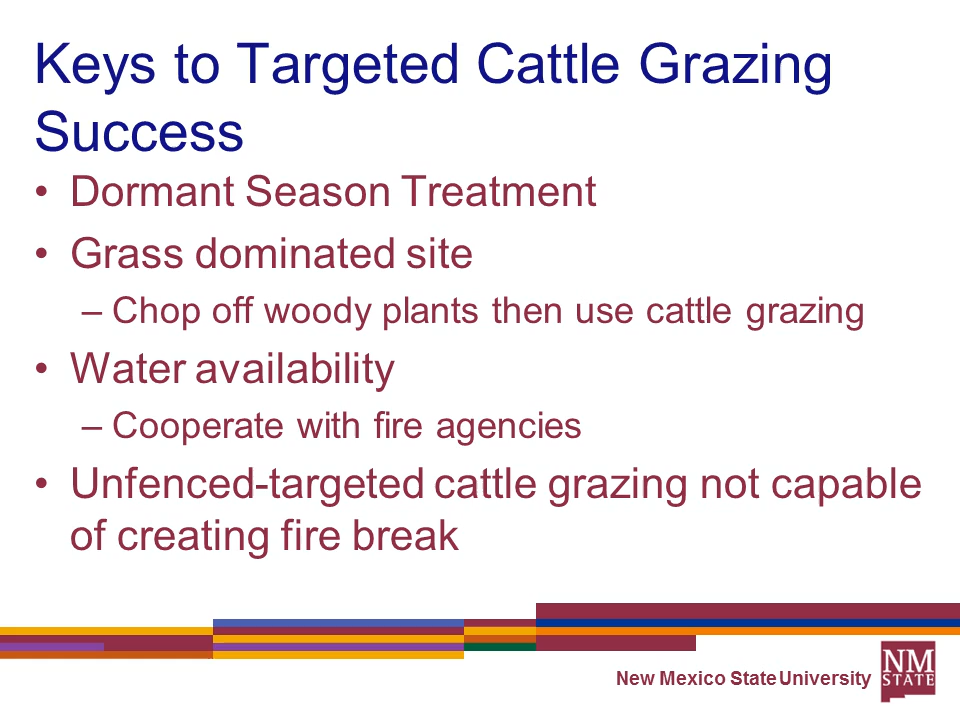 Keys to Targeted Cattle Grazing
Success
• Dormant Season Treatment
• Grass dominated site
– Chop off woody plants then use cattle grazing
• Water availability
– Cooperate with fire agencies
• Unfenced-targeted cattle grazing not capable
of creating fire break
New Mexico State University
NM
STATE